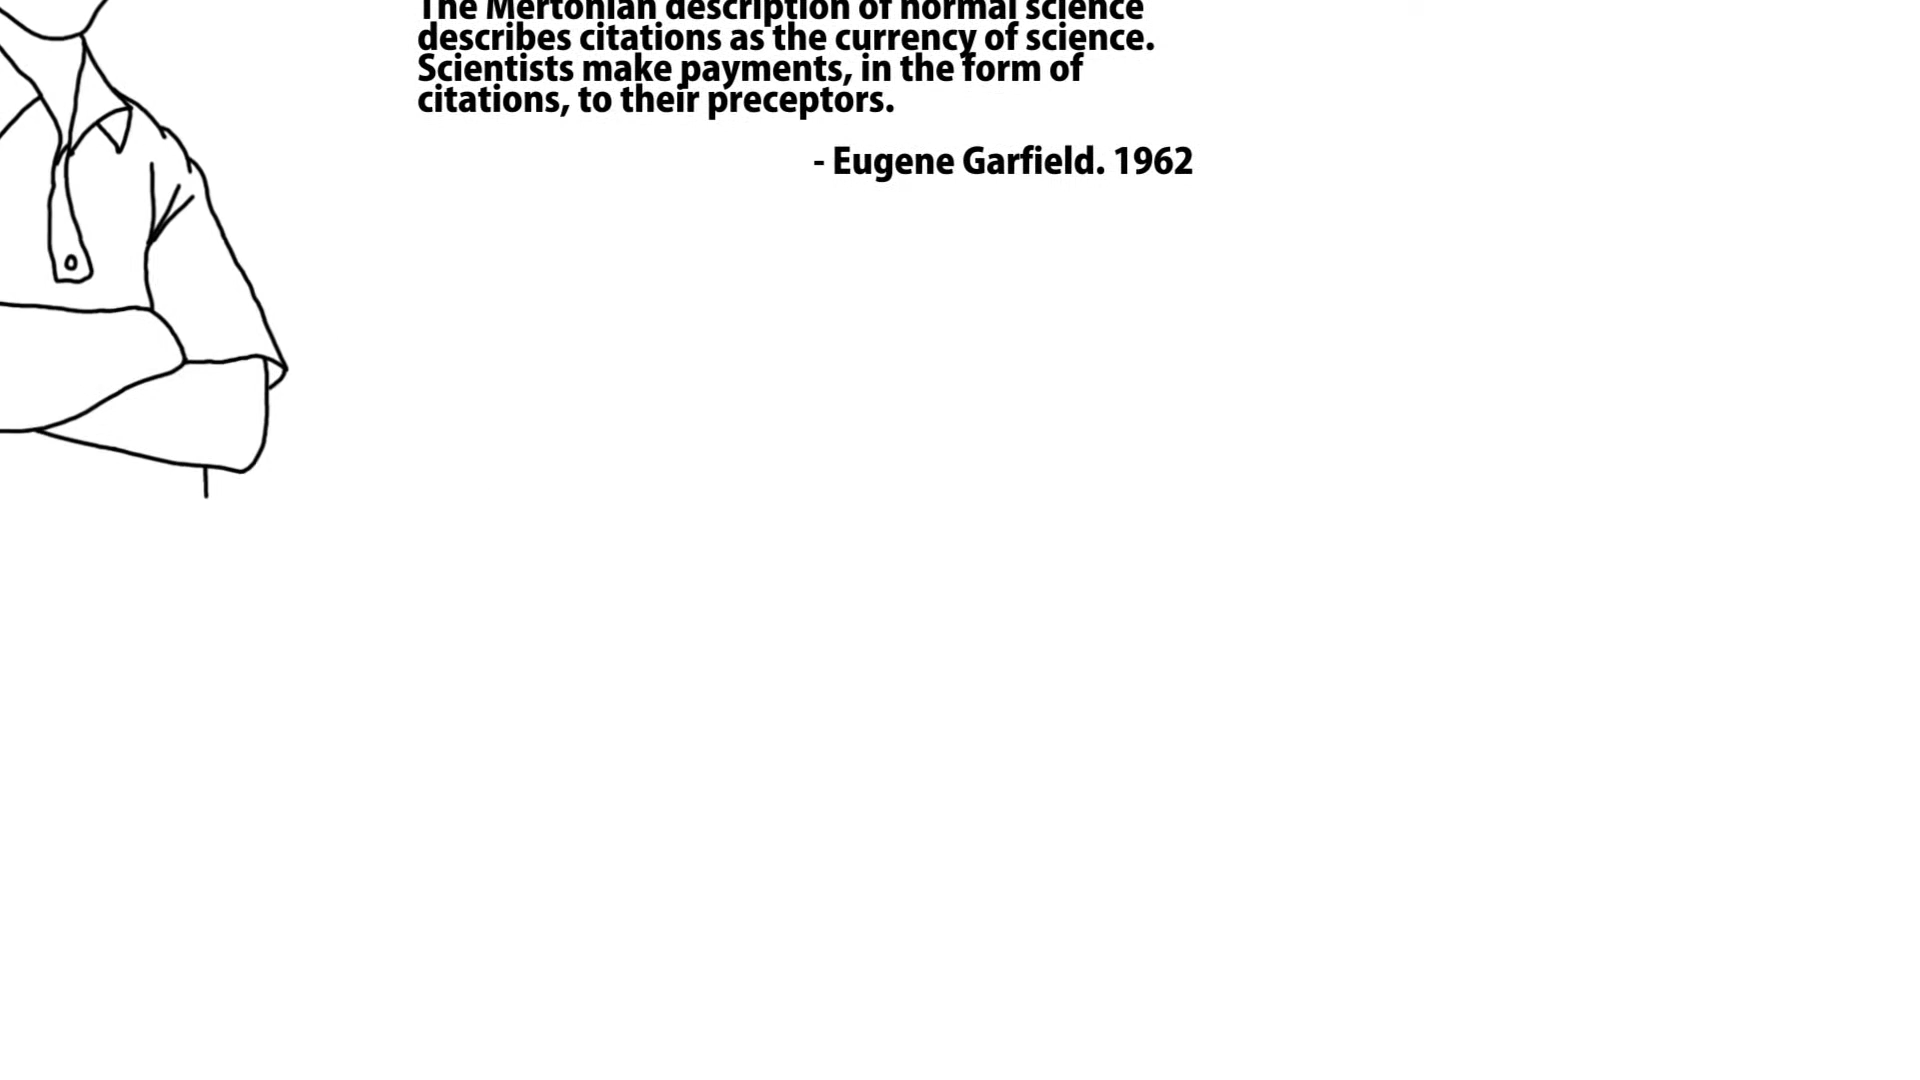 The Mertonian description of normal science
describes citations as the currency of science.
Scientists make payments, in the form of
citations, to their preceptors.
- Eugene Garfield. 1962